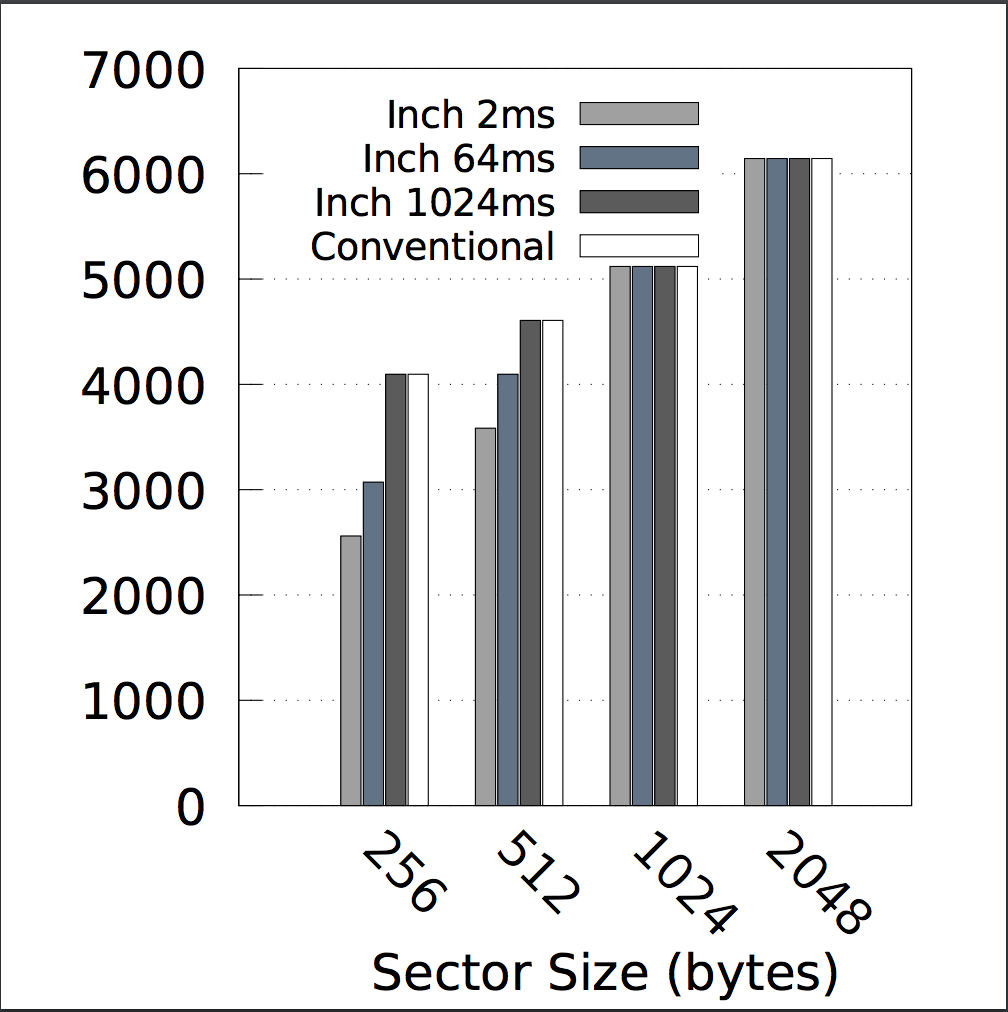 7000
6000
5000
4000
3000
2000
1000
0
Inch 2ms
Inch 64ms
Inch 1024ms
Conventional
256
512
1024
2048
Sector Size (bytes)